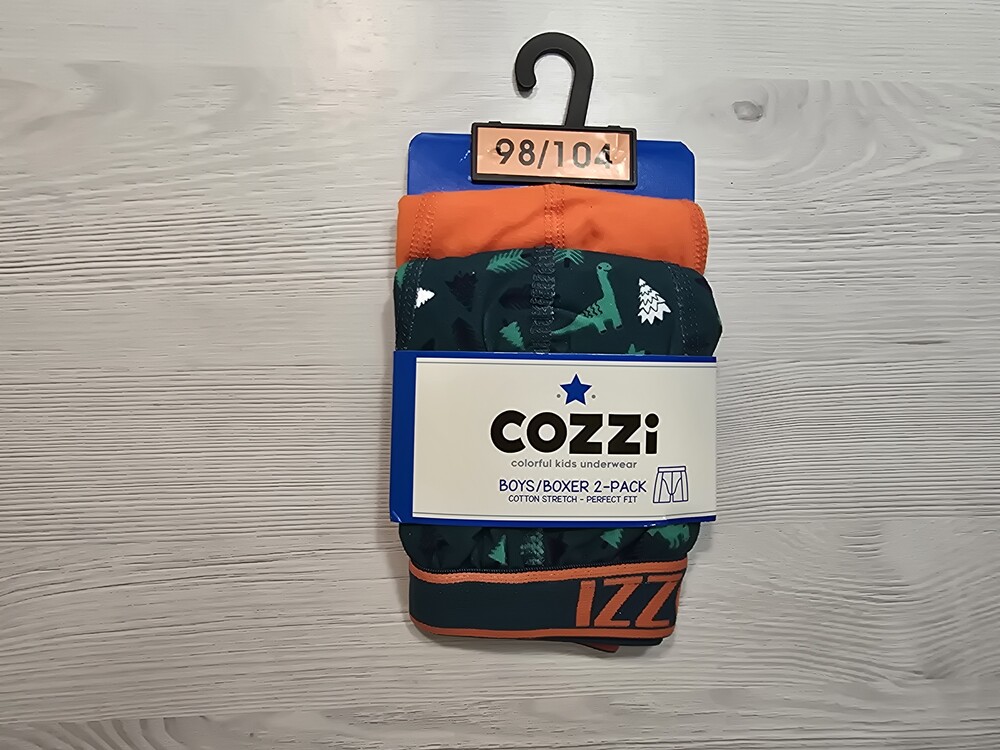 98/104
COZZi
colorful kids underwear
BOYS/BOXER 2-PACK
COTTON STRETCH - PERFECT FIT
IZZ